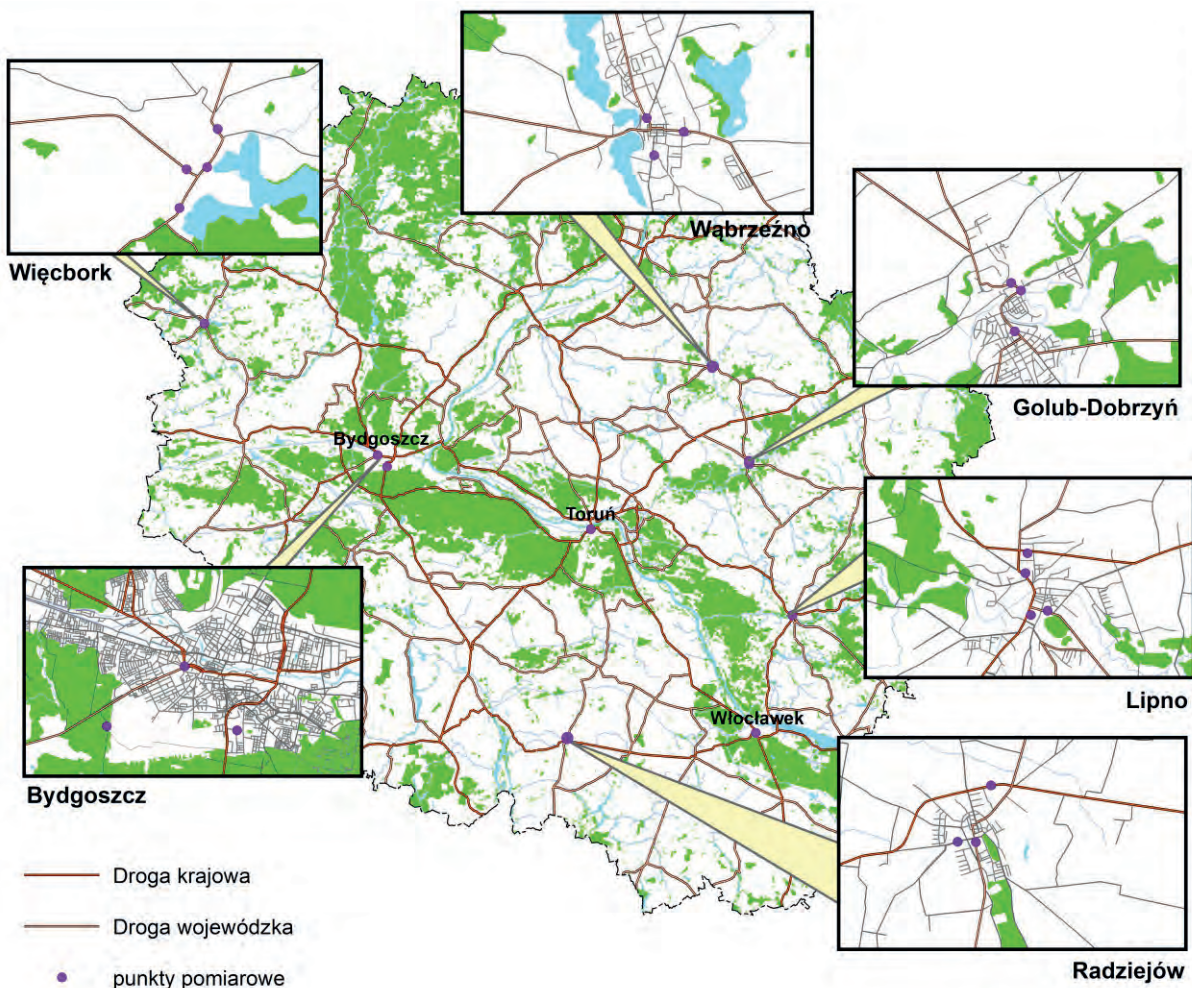 Więcbork
Wąbrzeźno
Golub-Dobrzyń
Bydgoszcz
Toruń
Lipno
Włocławek
Bydgoszcz
Radziejów
Droga krajowa
Droga wojewódzka
punkty pomiarowe